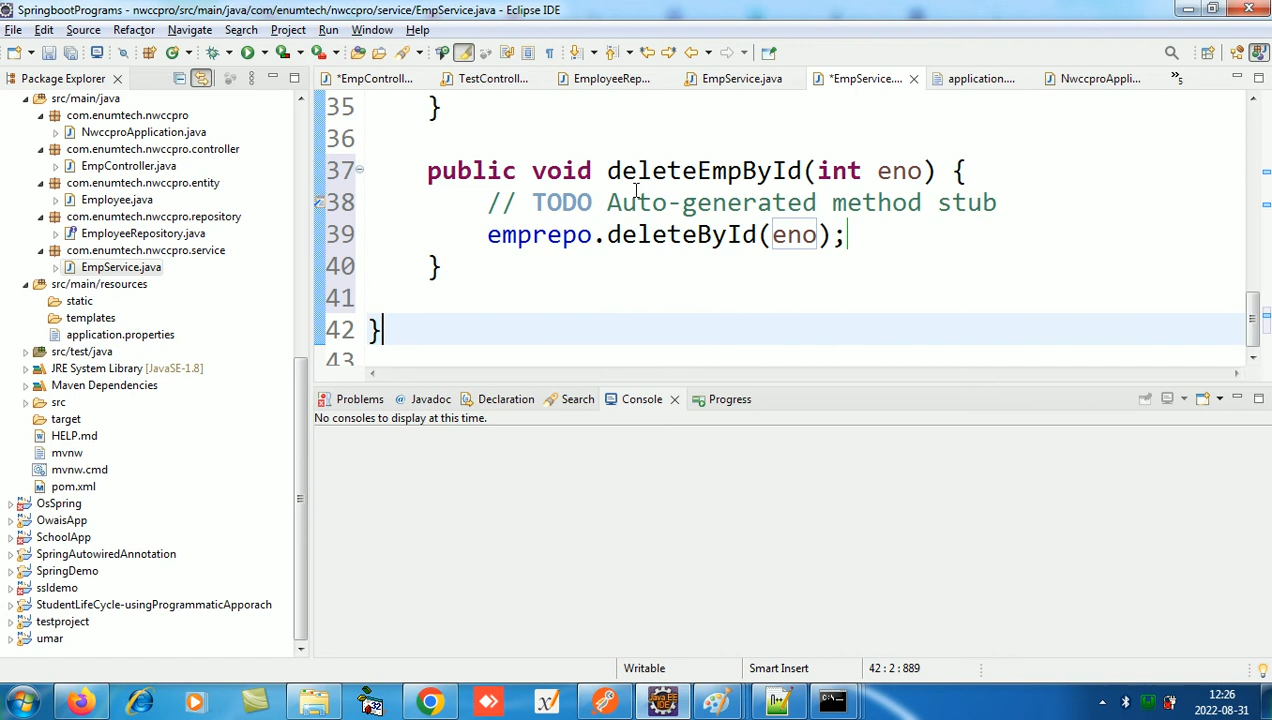 SpringbootPrograms - nwccpro/src/main/java/com/enumtech/nwccpro/service/EmpService.java - Eclipse IDE
File Edit Source Refactor Navigate Search Project Run Window Help
Package Explorer
*EmpControll... TestControll... EmployeeRep... EmpService.java *EmpService.... application.... NwccproAppli... »5
src/main/java
com.enumtech.nwccpro
NwccproApplication.java
com.enumtech.nwccpro.controller
EmpController.java
com.enumtech.nwccpro.entity
Employee.java
com.enumtech.nwccpro.repository
EmployeeRepository.java
com.enumtech.nwccpro.service
EmpService.java
src/main/resources
static
templates
application.properties
src/test/java
JRE System Library [JavaSE-1.8]
Maven Dependencies
src
target
HELP.md
mvnw
mvnw.cmd
pom.xml
OsSpring
OwaisApp
SchoolApp
SpringAutowiredAnnotation
SpringDemo
ssldemo
StudentLifeCycle-usingProgrammaticApporach
testproject
umar
35 }
36
37 public void deleteEmpById(int eno) {
38 // TODO Auto-generated method stub
39 emprepo.deleteById(eno);
40 }
41
42 }
43
Problems @ Javadoc Declaration Search Console Progress
No consoles to display at this time.
Writable Smart Insert 42 : 2 : 889
32
Java EE IDE
12:26
2022-08-31